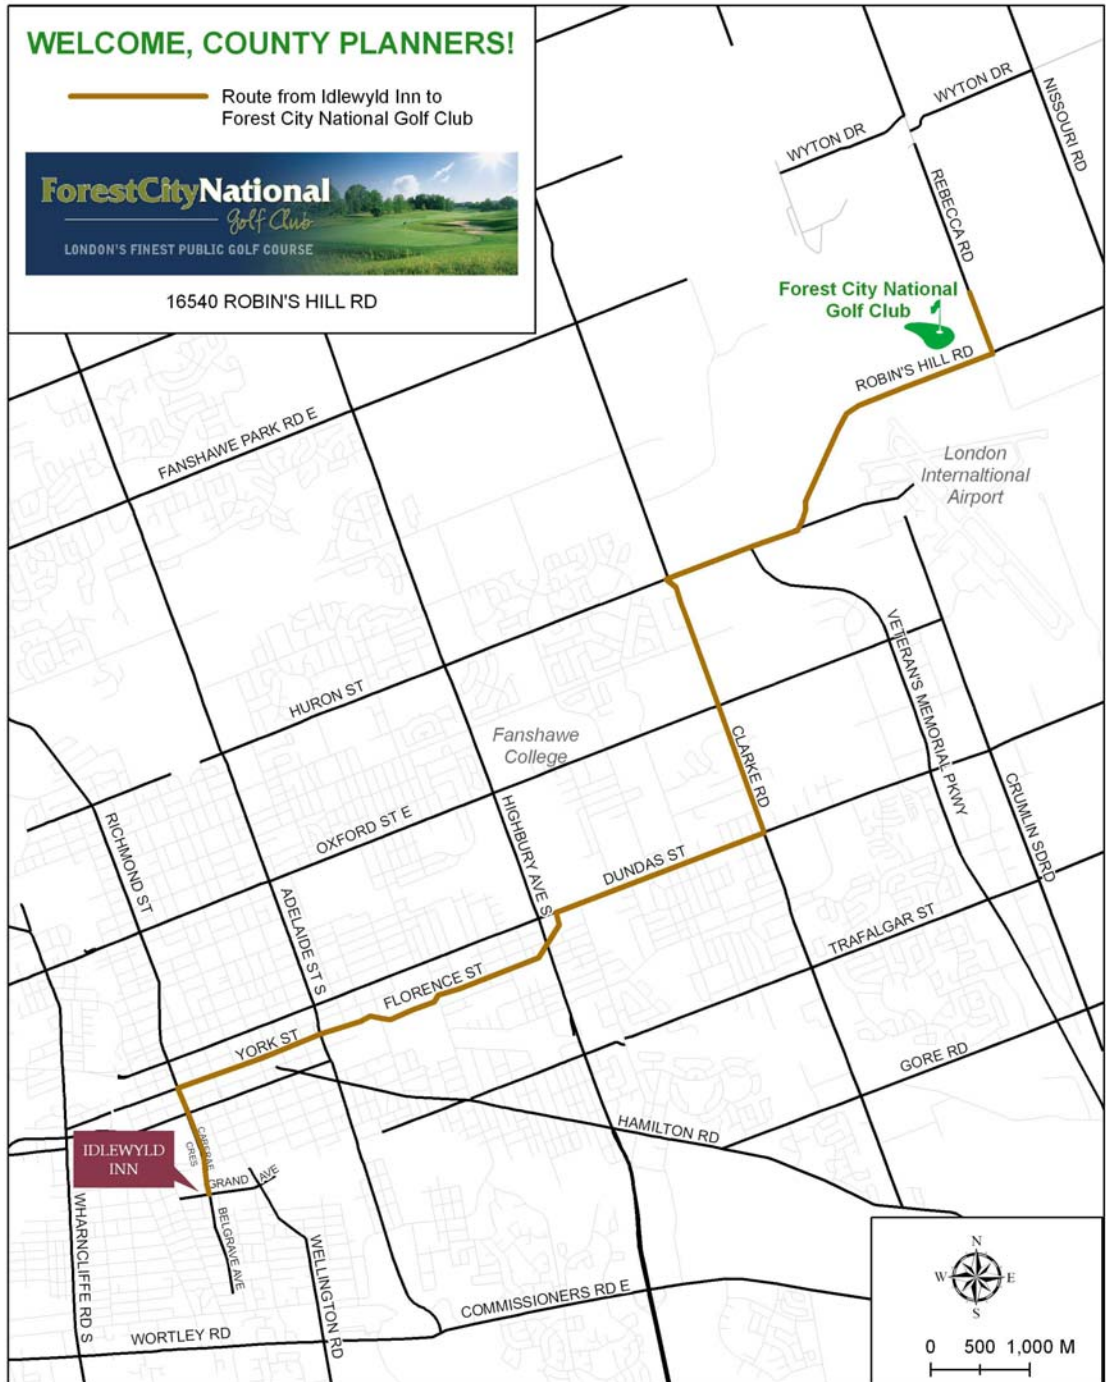 WELCOME, COUNTY PLANNERS!
Route from Idlewyld Inn to
Forest City National Golf Club
ForestCityNational
Golf Club
LONDON'S FINEST PUBLIC GOLF COURSE
16540 ROBIN'S HILL RD
WYTON DR
WYTON DR
NISSOURI RD
REBECCA RD
Forest City National
Golf Club
ROBIN'S HILL RD
FANSHAWE PARK RD E
London
Internaltional
Airport
HURON ST
VETERAN'S MEMORIAL PKWY
Fanshawe
College
CLARKE RD
CRUMLIN SDRD
RICHMOND ST
OXFORD ST E
HIGHBURY AVE S
DUNDAS ST
ADELAIDE ST S
TRAFALGAR ST
FLORENCE ST
YORK ST
GORE RD
HAMILTON RD
CARFRAE
CRES
IDLEWYLD
INN
GRAND AVE
BELGRAVE AVE
WHARNCLIFFE RD S
WELLINGTON RD
COMMISSIONERS RD E
WORTLEY RD
N
W E
S
0 500 1,000 M